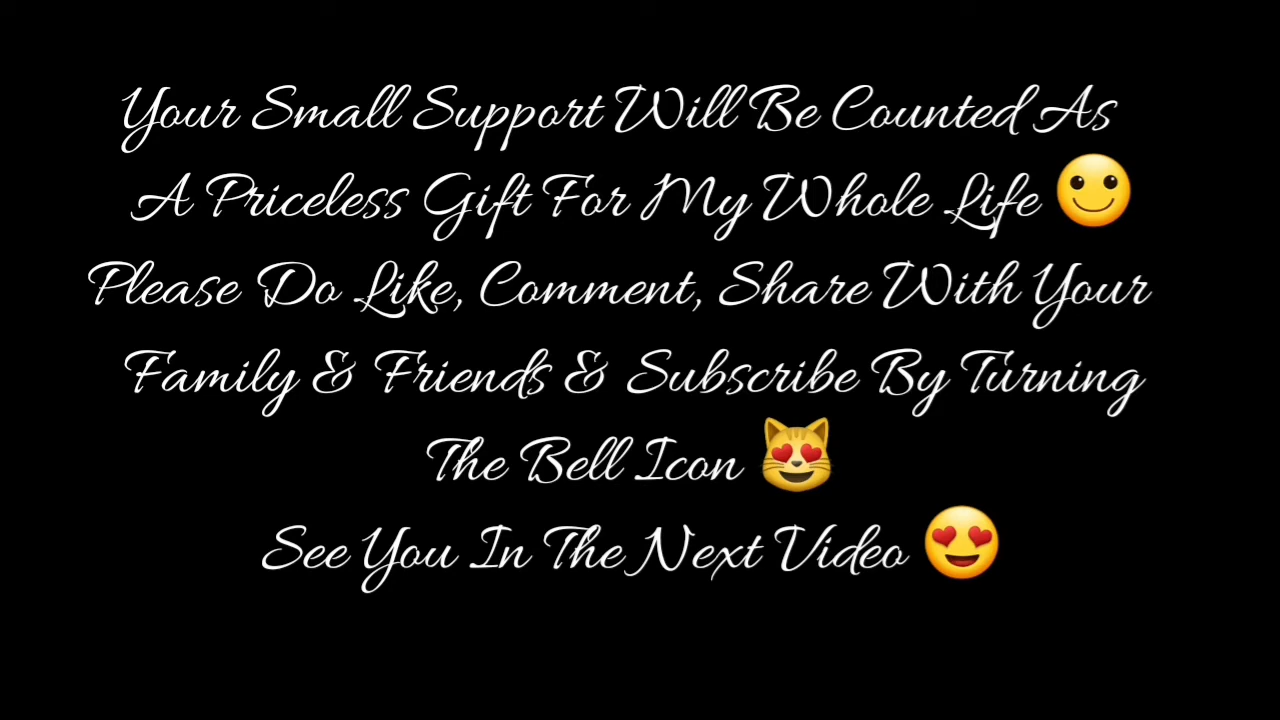 Your Small Support Will Be Counted As
A Priceless Gift For My Whole Life 🙂
Please Do Like, Comment, Share With Your
Family & Friends & Subscribe By Turning
The Bell Icon 😻
See You In The Next Video 😍